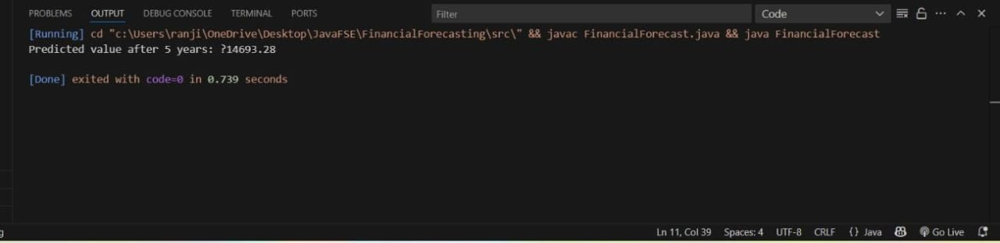 PROBLEMS OUTPUT DEBUG CONSOLE TERMINAL PORTS Filter Code
[Running] cd "c:\Users\ranji\OneDrive\Desktop\JavaFSE\FinancialForecasting\src\" && javac FinancialForecast.java && java FinancialForecast
Predicted value after 5 years: ?14693.28
[Done] exited with code=0 in 0.739 seconds
g Ln 11, Col 39 Spaces: 4 UTF-8 CRLF {} Java Go Live